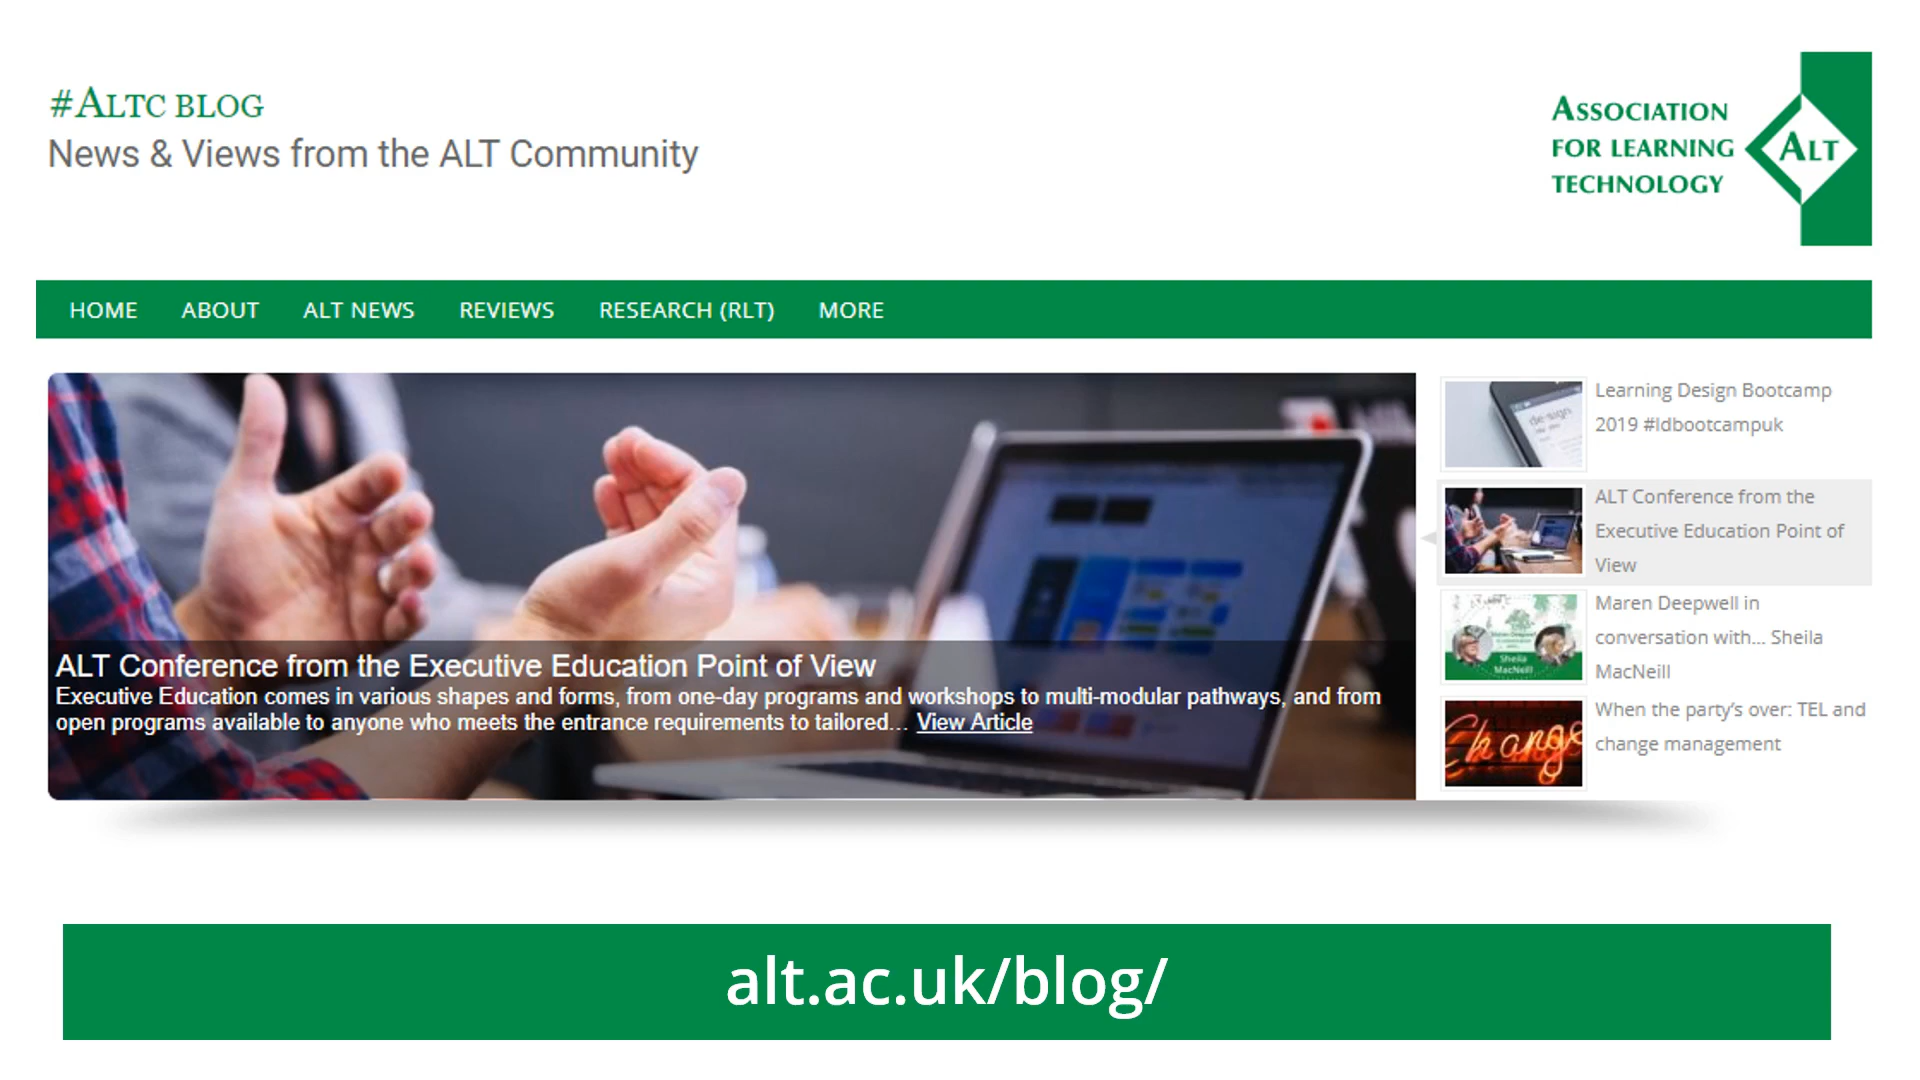 #ALTC BLOG
News & Views from the ALT Community
ASSOCIATION
FOR LEARNING
TECHNOLOGY
ALT
HOME ABOUT ALT NEWS REVIEWS RESEARCH (RLT) MORE
ALT Conference from the Executive Education Point of View
Executive Education comes in various shapes and forms, from one-day programs and workshops to multi-modular pathways, and from
open programs available to anyone who meets the entrance requirements to tailored... View Article
de·sign
Learning Design Bootcamp
2019 #ldbootcampuk
ALT Conference from the
Executive Education Point of
View
Sheila
MacNeill
Maren Deepwell in
conversation with... Sheila
MacNeill
Change
When the party's over: TEL and
change management
alt.ac.uk/blog/